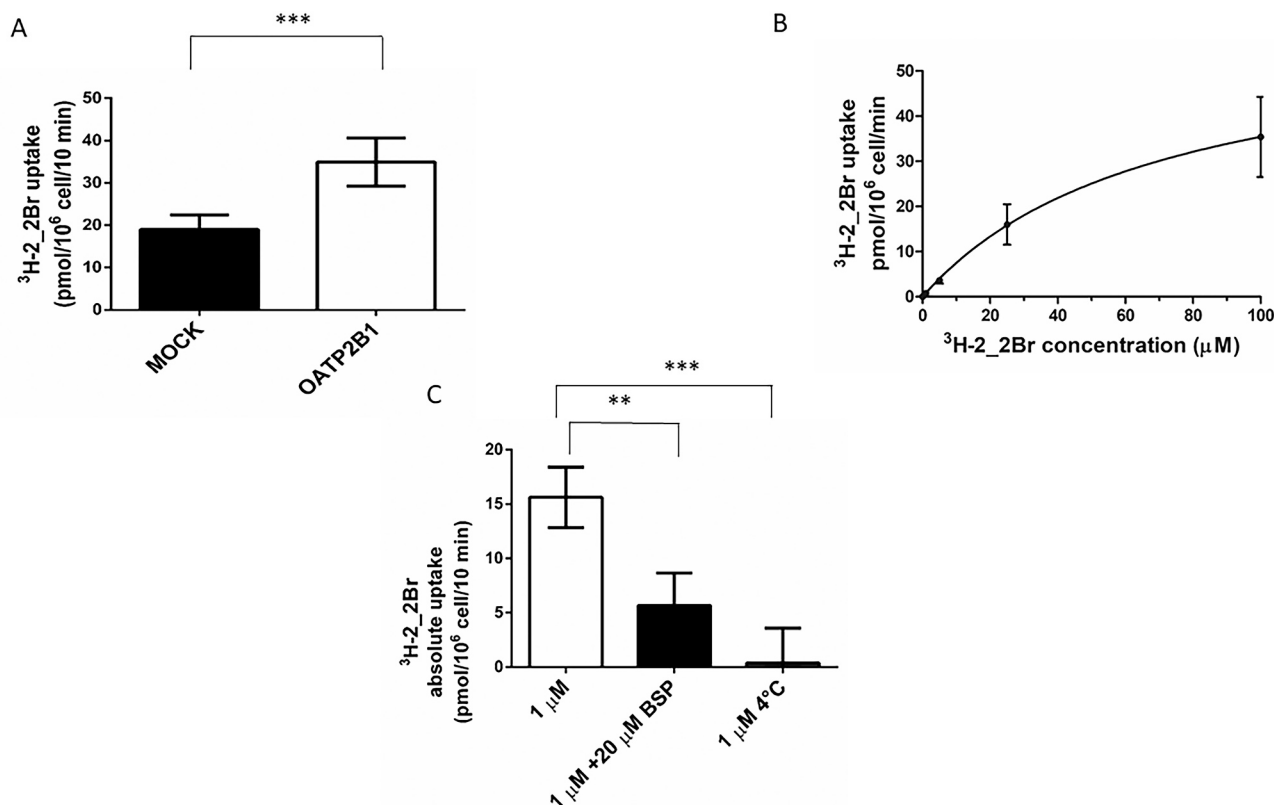 A
***
³H-2_2Br uptake
(pmol/10⁶ cell/10 min)
50
40
30
20
10
0
MOCK
OATP2B1
B
³H-2_2Br uptake
pmol/10⁶ cell/min
50
40
30
20
10
0
0 20 40 60 80 100
³H-2_2Br concentration (μM)
C
***
**
³H-2_2Br
absolute uptake
(pmol/10⁶ cell/10 min)
20
15
10
5
0
1 μM
1 μM +20 μM BSP
1 μM 4°C